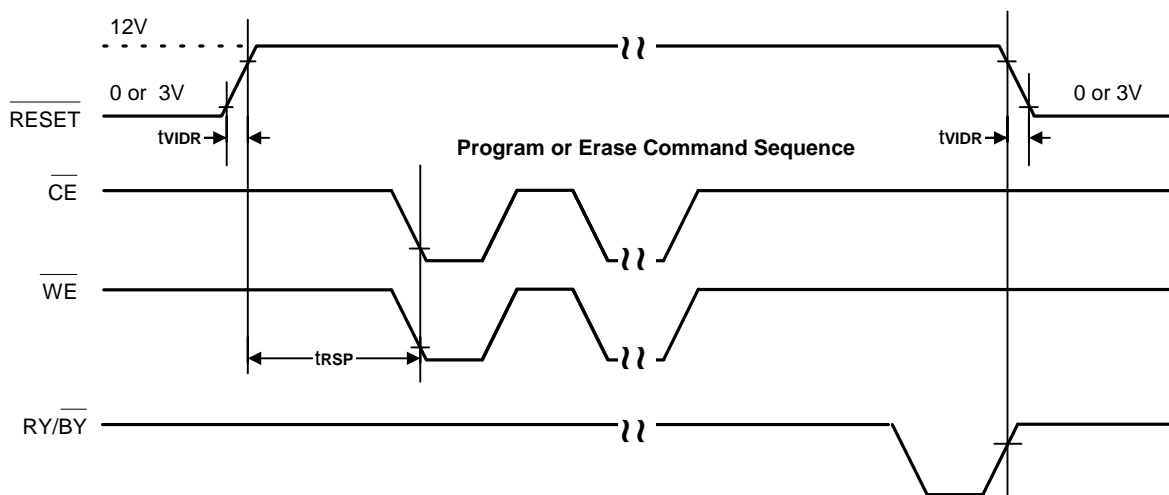 12V
0 or 3V
0 or 3V
RESET
tVIDR
tVIDR
Program or Erase Command Sequence
CE
WE
tRSP
RY/BY